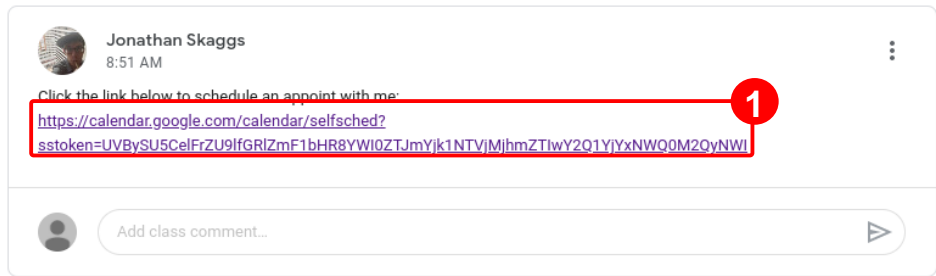 Jonathan Skaggs
8:51 AM
Click the link below to schedule an appoint with me:
https://calendar.google.com/calendar/selfsched?
sstoken=UVBySU5CelFrZU9lfGRlZmF1bHR8YWI0ZTJmYjk1NTVjMjhmZTIwY2Q1YjYxNWQ0M2QyNWI
1
Add class comment…